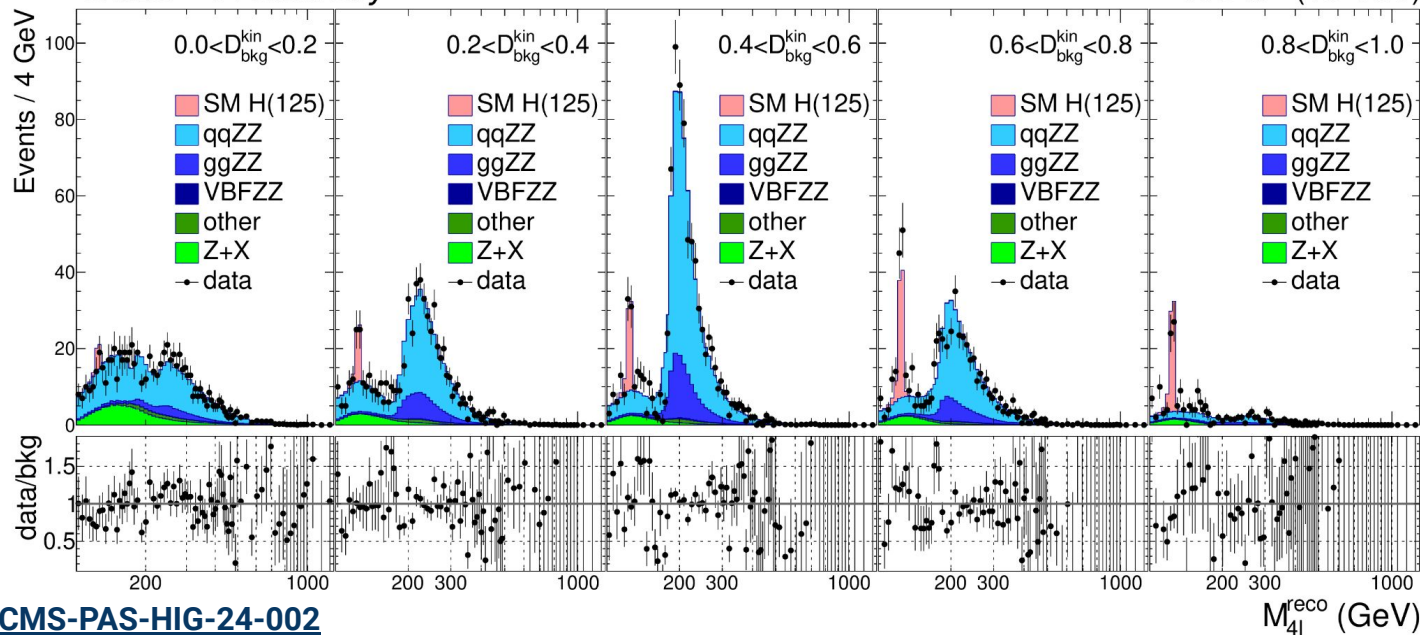 Events / 4 GeV
100
80
60
40
20
0
0.0<D^kin_bkg<0.2
SM H(125)
qqZZ
ggZZ
VBFZZ
other
Z+X
data
0.2<D^kin_bkg<0.4
SM H(125)
qqZZ
ggZZ
VBFZZ
other
Z+X
data
0.4<D^kin_bkg<0.6
SM H(125)
qqZZ
ggZZ
VBFZZ
other
Z+X
data
0.6<D^kin_bkg<0.8
SM H(125)
qqZZ
ggZZ
VBFZZ
other
Z+X
data
0.8<D^kin_bkg<1.0
SM H(125)
qqZZ
ggZZ
VBFZZ
other
Z+X
data
data/bkg
1.5
1
0.5
200 1000 200 300 1000 200 300 1000 200 300 1000 200 300 1000
CMS-PAS-HIG-24-002
M^reco_4l (GeV)